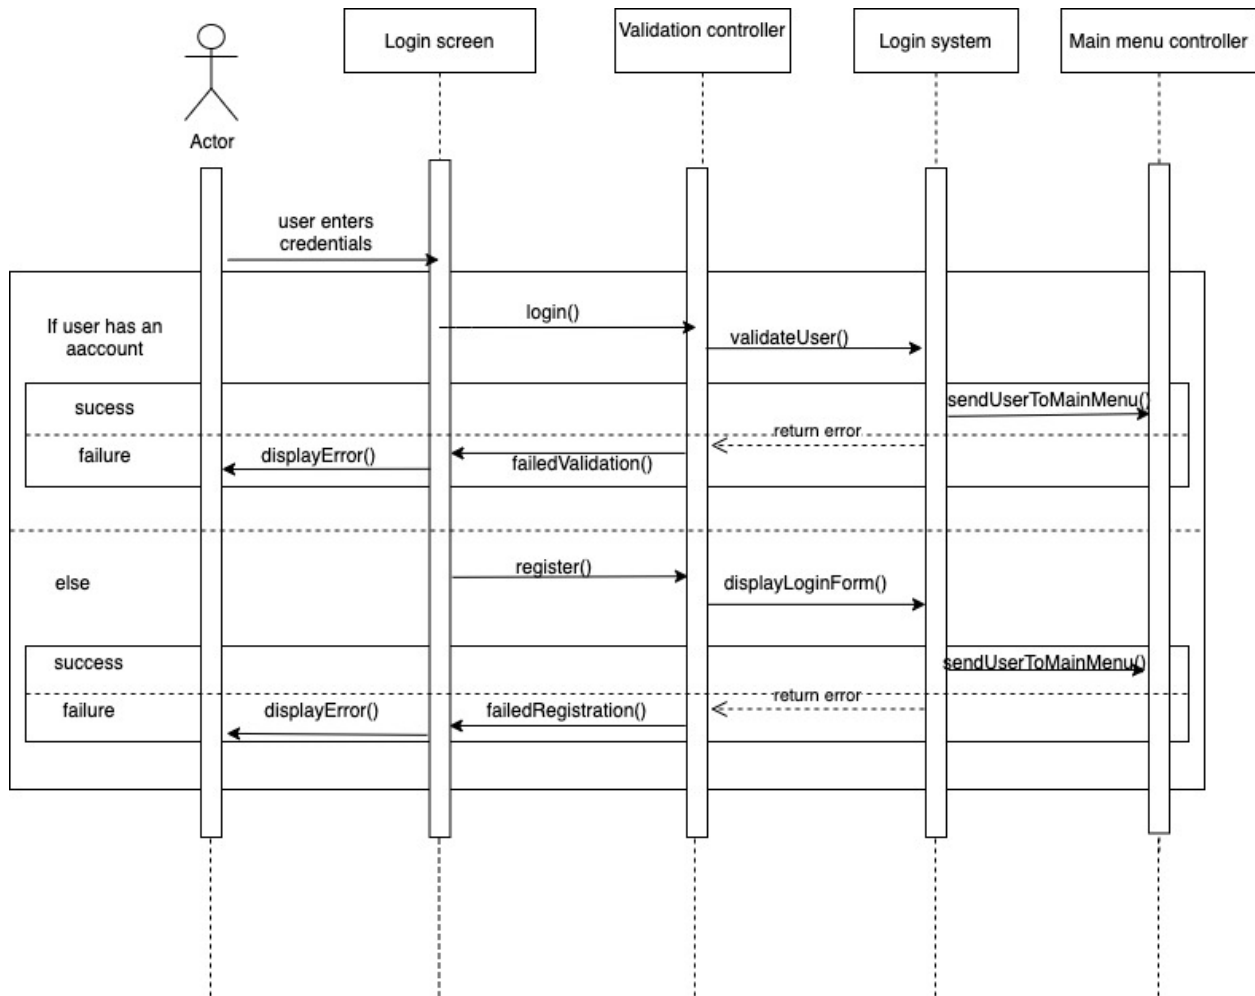 Login screen
Validation controller
Login system
Main menu controller
Actor
user enters
credentials
If user has an
aaccount
login()
validateUser()
sucess
sendUserToMainMenu()
return error
failure
displayError()
failedValidation()
else
register()
displayLoginForm()
success
sendUserToMainMenu()
return error
failure
displayError()
failedRegistration()